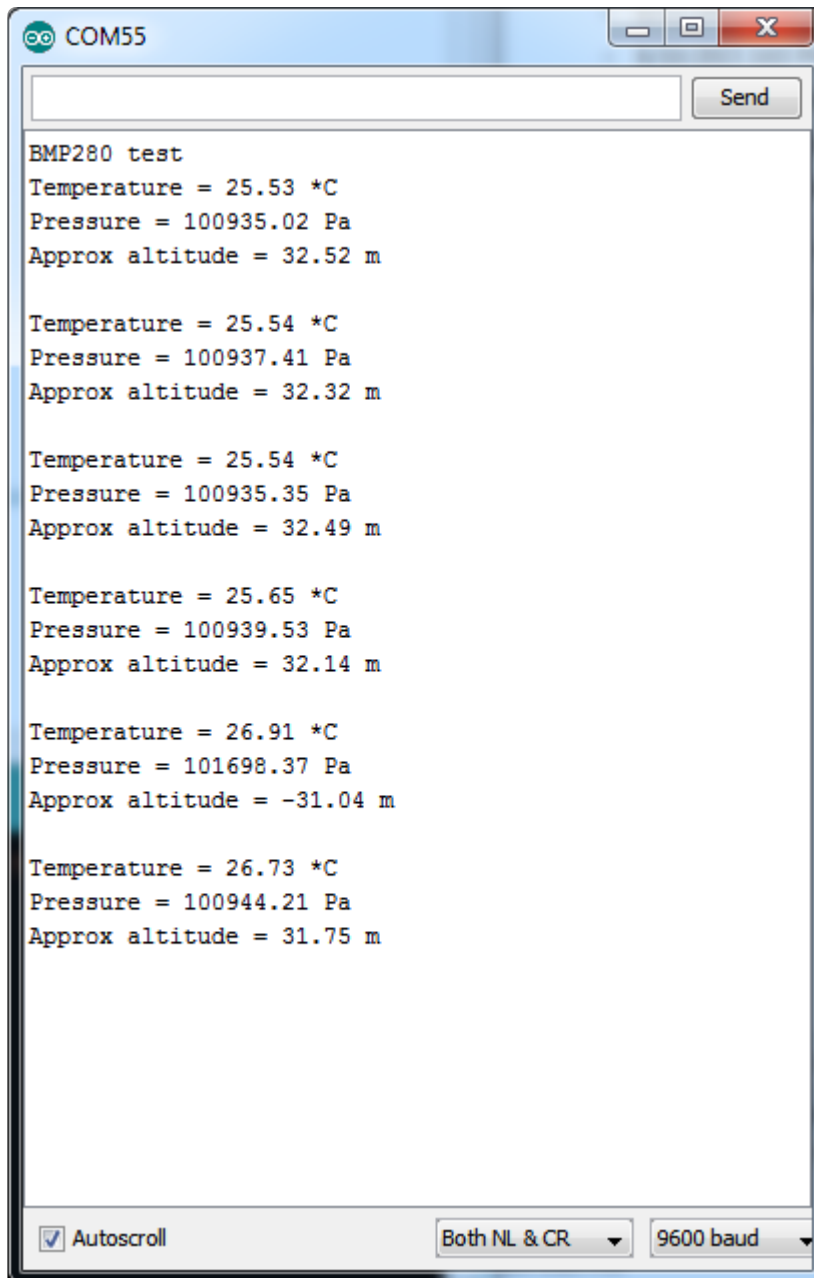 COM55
Send
BMP280 test
Temperature = 25.53 *C
Pressure = 100935.02 Pa
Approx altitude = 32.52 m
Temperature = 25.54 *C
Pressure = 100937.41 Pa
Approx altitude = 32.32 m
Temperature = 25.54 *C
Pressure = 100935.35 Pa
Approx altitude = 32.49 m
Temperature = 25.65 *C
Pressure = 100939.53 Pa
Approx altitude = 32.14 m
Temperature = 26.91 *C
Pressure = 101698.37 Pa
Approx altitude = -31.04 m
Temperature = 26.73 *C
Pressure = 100944.21 Pa
Approx altitude = 31.75 m
Autoscroll Both NL & CR 9600 baud